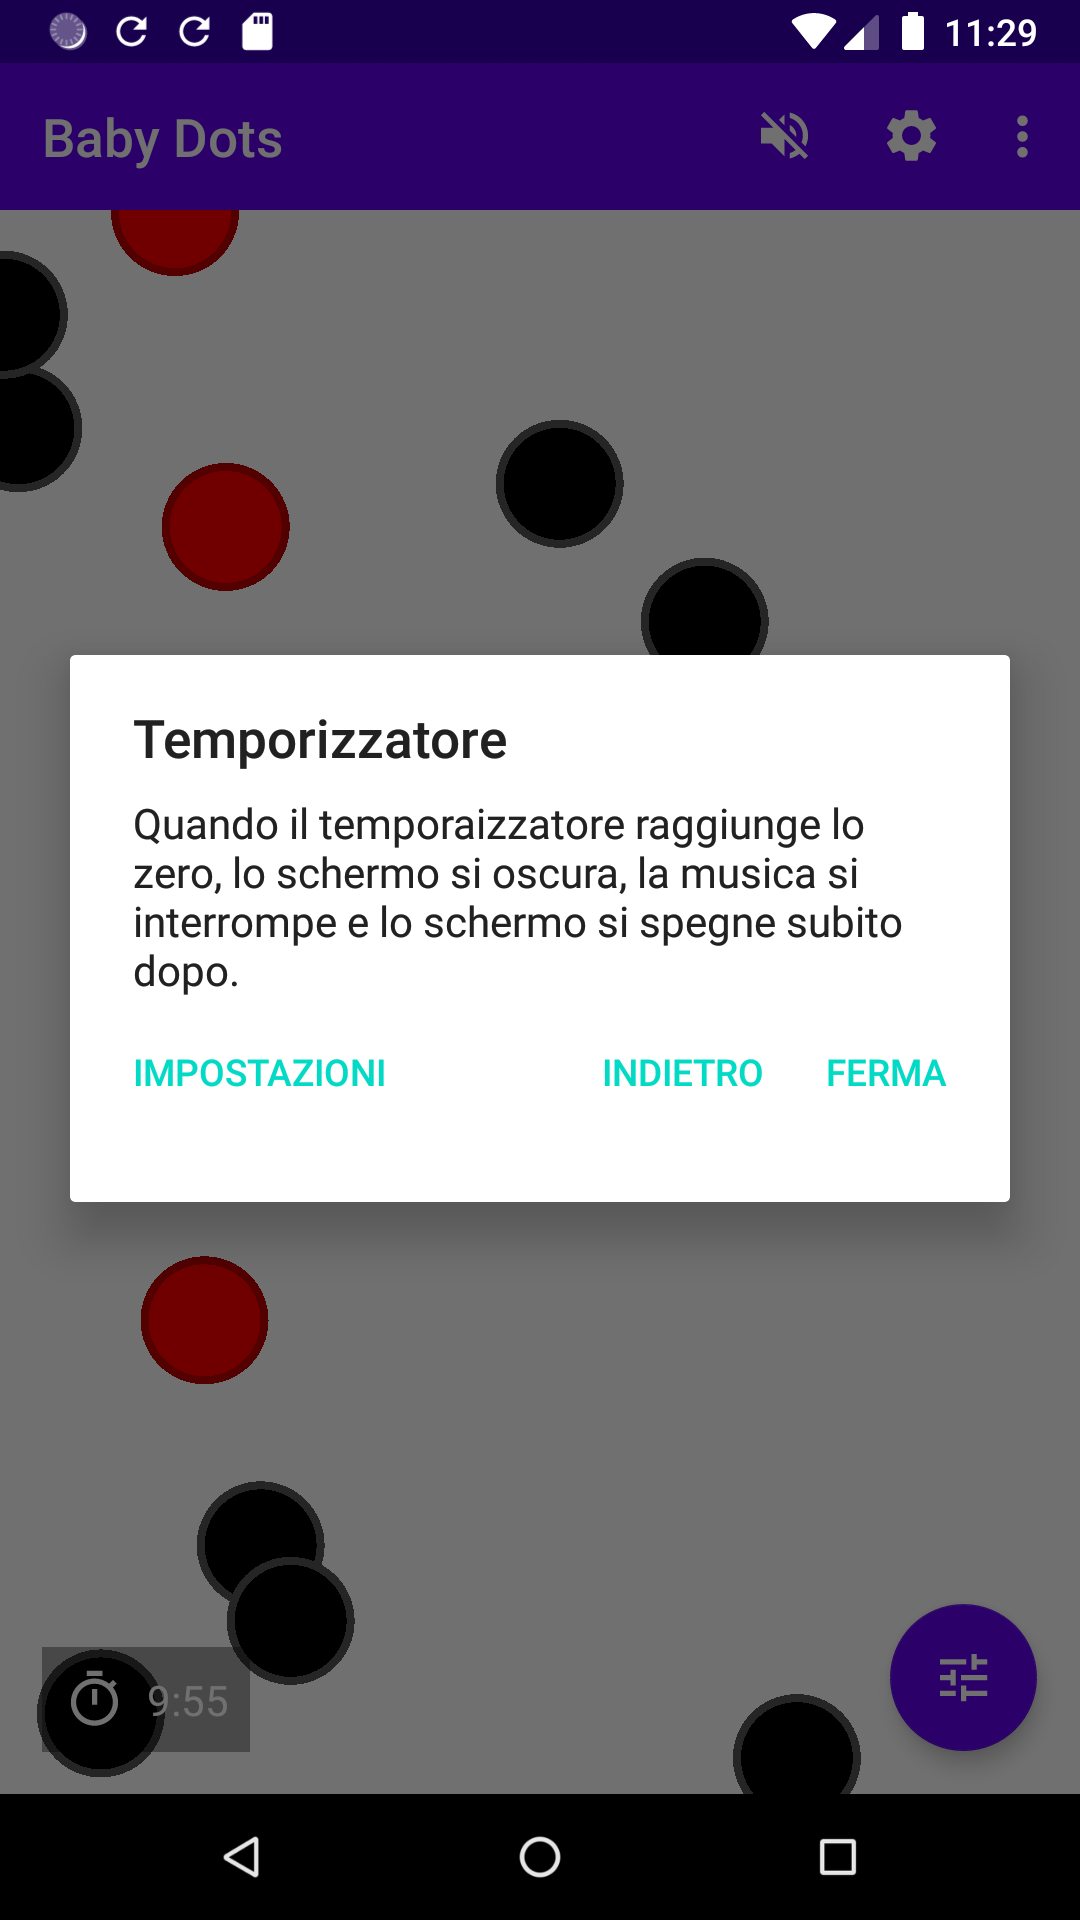 11:29
Baby Dots
Temporizzatore
Quando il temporaizzatore raggiunge lo
zero, lo schermo si oscura, la musica si
interrompe e lo schermo si spegne subito
dopo.
IMPOSTAZIONI INDIETRO FERMA
9:55